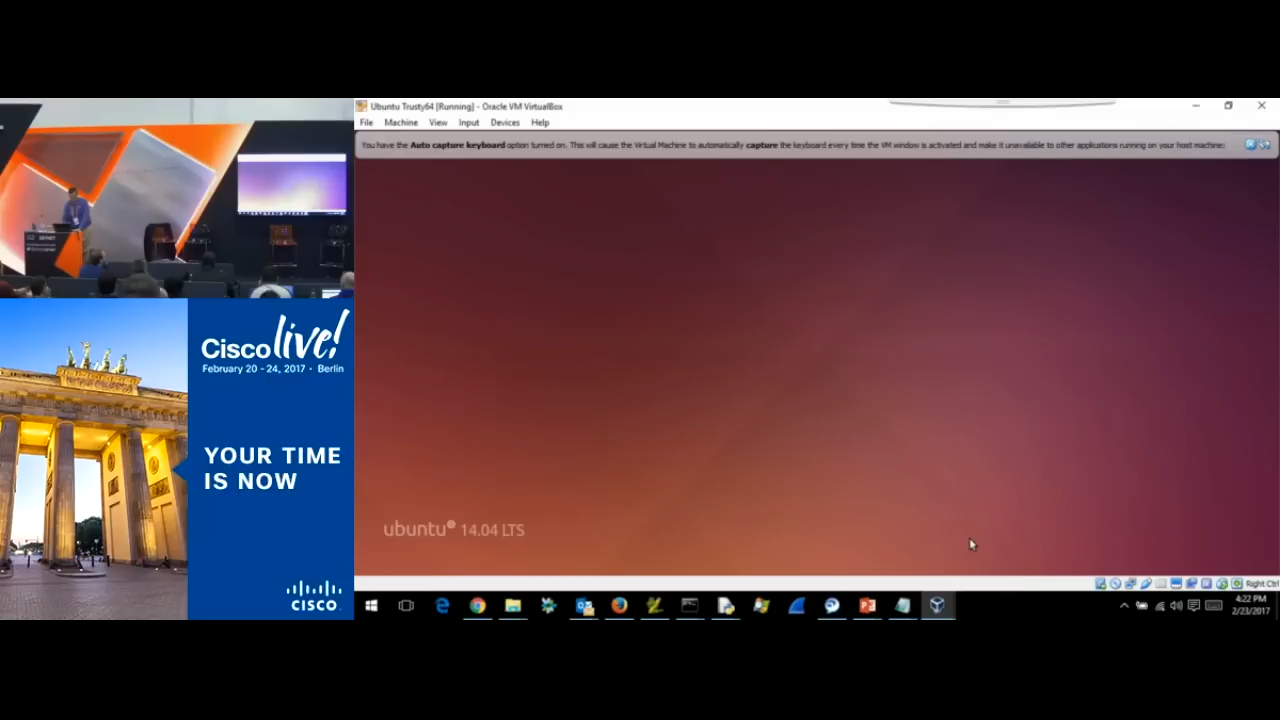 Ubuntu Trusty64 [Running] - Oracle VM VirtualBox
File Machine View Input Devices Help
You have the Auto capture keyboard option turned on. This will cause the Virtual Machine to automatically capture the keyboard every time the VM window is activated and make it unavailable to other applications running on your host machine:
ubuntu® 14.04 LTS
Right Ctrl
4:22 PM
2/23/2017
Cisco live!
February 20 - 24, 2017 • Berlin
YOUR TIME
IS NOW
CISCO